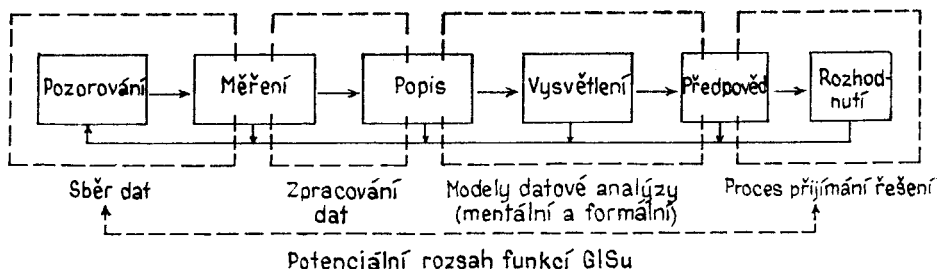 Pozorování
Měření
Popis
Vysvětlení
Předpověd
Rozhod-
nutí
Sběr dat
Zpracování
dat
Modely datové analýzy
(mentální a formální)
Proces přijímání řešení
Potenciální rozsah funkcí GISu